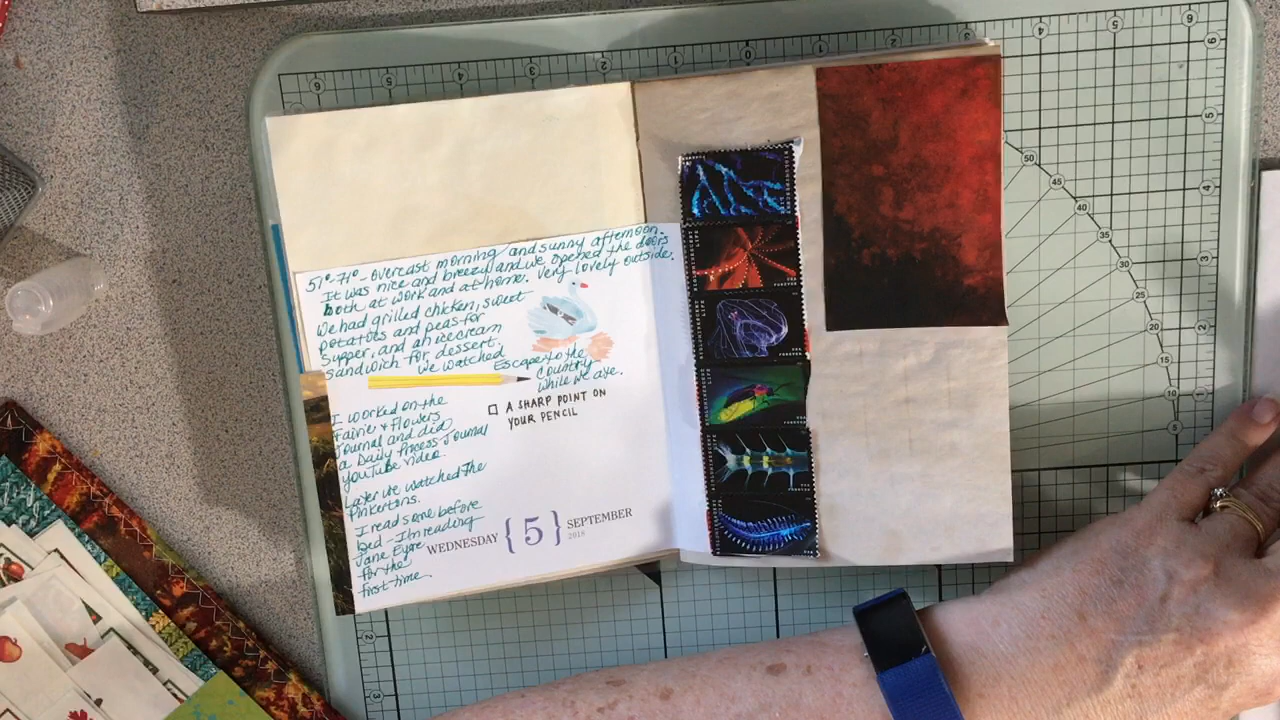 57°-71°-overcast morning and sunny afternoon.
It was nice and breezy and we opened the doors
both at work and at home. Very lovely outside.
We had grilled chicken, sweet
potatoes and peas for
supper, and an ice cream
sandwich for dessert.
We watched Escape to the
Country
while we ate.
A SHARP POINT ON
YOUR PENCIL
I worked on the
Fairie + Flowers
Journal and did
a Daily Process Journal
YouTube video.
Later we watched The
Pinkertons.
I read some before
bed - I'm reading
Jane Eyre
for the
first time.
WEDNESDAY {5} SEPTEMBER
2018